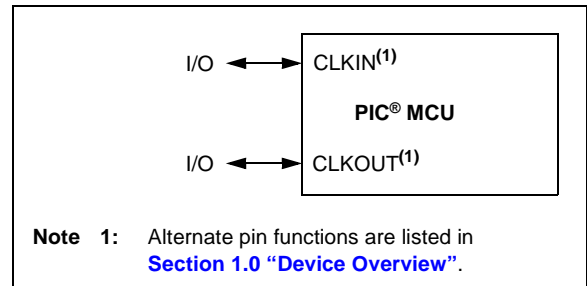 I/O CLKIN(1)
PIC® MCU
I/O CLKOUT(1)
Note 1: Alternate pin functions are listed in
Section 1.0 “Device Overview”.